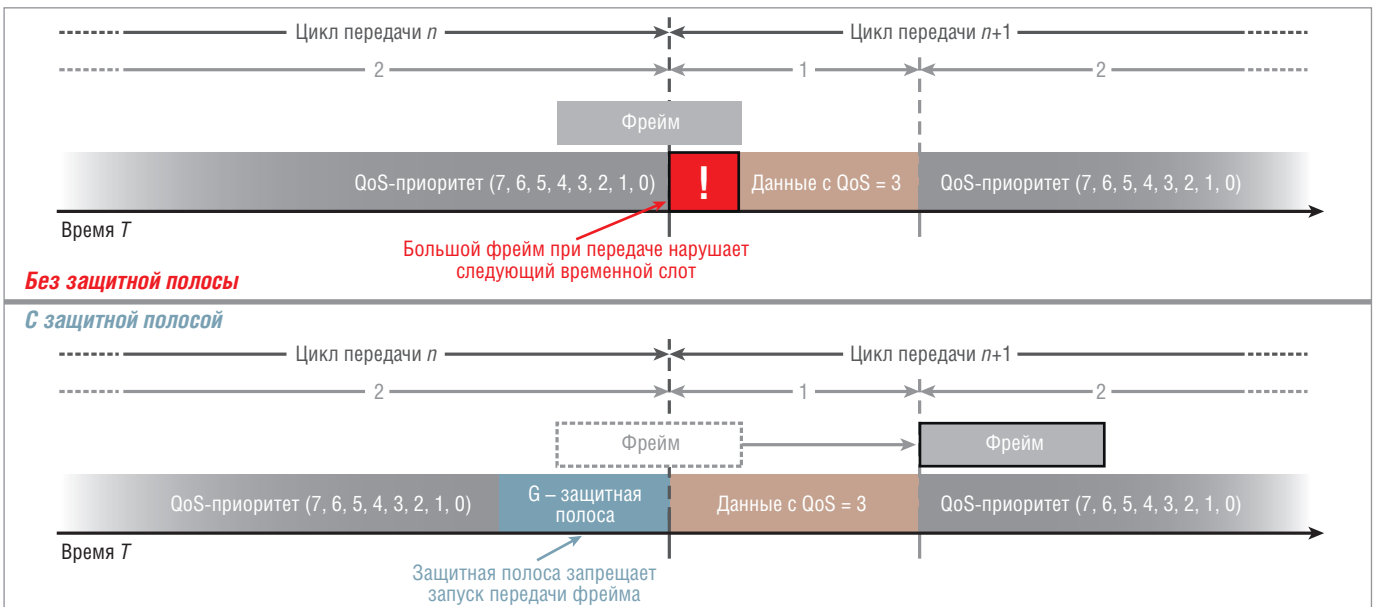 Цикл передачи n
Цикл передачи n+1
2
1
2
Фрейм
QoS-приоритет (7, 6, 5, 4, 3, 2, 1, 0)
!
Данные с QoS = 3
QoS-приоритет (7, 6, 5, 4, 3, 2, 1, 0)
Время T
Большой фрейм при передаче нарушает
следующий временной слот
Без защитной полосы
С защитной полосой
Цикл передачи n
Цикл передачи n+1
2
1
2
Фрейм
Фрейм
QoS-приоритет (7, 6, 5, 4, 3, 2, 1, 0)
G – защитная
полоса
Данные с QoS = 3
QoS-приоритет (7, 6, 5, 4, 3, 2, 1, 0)
Время T
Защитная полоса запрещает
запуск передачи фрейма